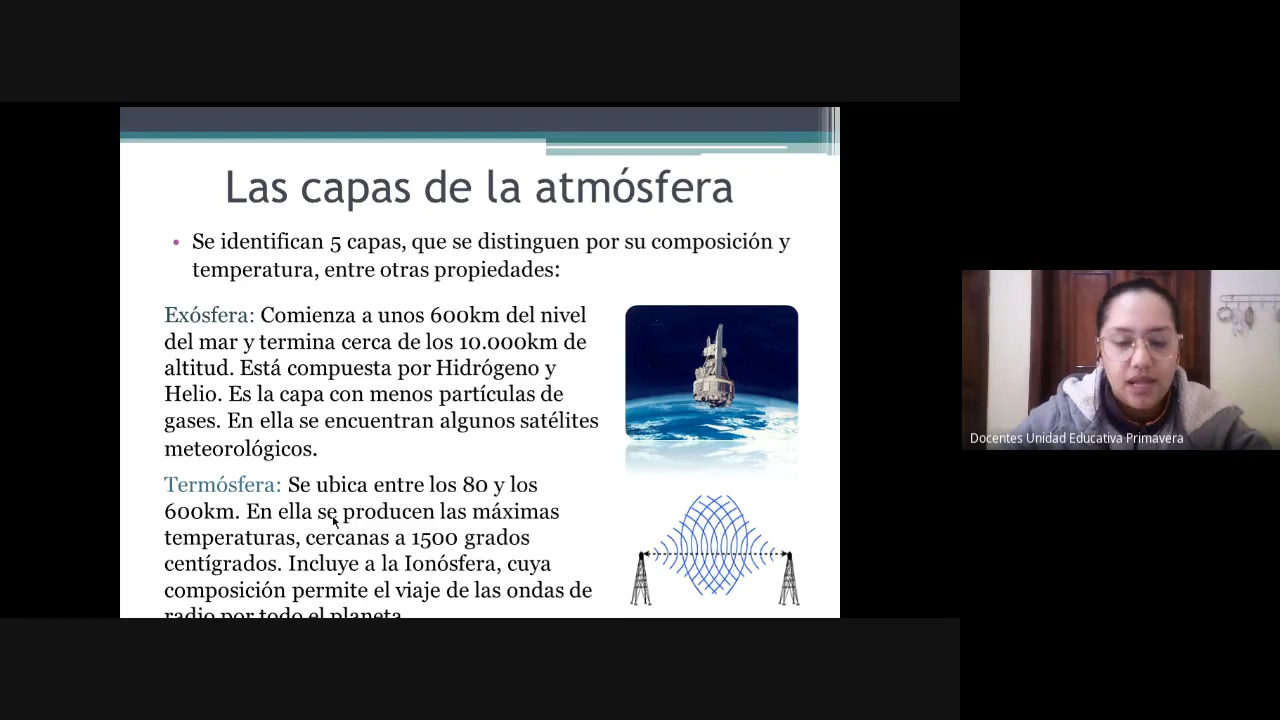 Las capas de la atmósfera
• Se identifican 5 capas, que se distinguen por su composición y
temperatura, entre otras propiedades:
Exósfera: Comienza a unos 600km del nivel
del mar y termina cerca de los 10.000km de
altitud. Está compuesta por Hidrógeno y
Helio. Es la capa con menos partículas de
gases. En ella se encuentran algunos satélites
meteorológicos.
Termósfera: Se ubica entre los 80 y los
600km. En ella se producen las máximas
temperaturas, cercanas a 1500 grados
centígrados. Incluye a la Ionósfera, cuya
composición permite el viaje de las ondas de
radio por todo el planeta.
Docentes Unidad Educativa Primavera